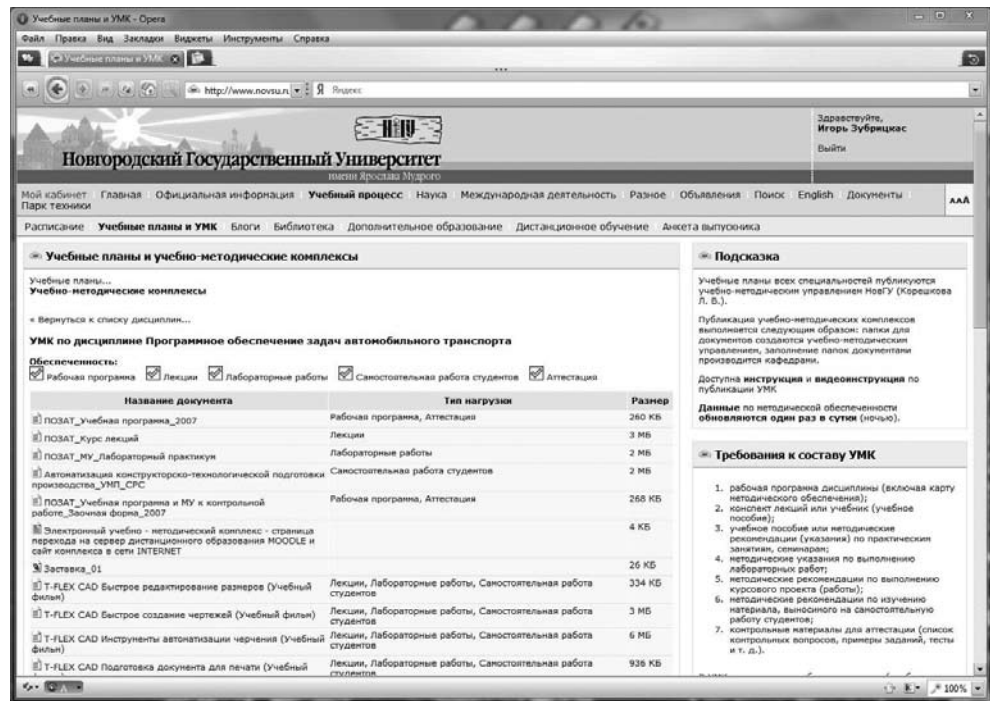 Учебные планы и УМК - Opera
Файл Правка Вид Закладки Виджеты Инструменты Справка
Учебные планы и УМК
http://www.novsu.ru Яндекс
Здравствуйте,
Игорь Зубрицкас
Выйти
НГУ
Новгородский Государственный Университет
имени Ярослава Мудрого
Мой кабинет Главная Официальная информация Учебный процесс Наука Международная деятельность Разное Объявления Поиск English Документы
Парк техники
AAA
Расписание Учебные планы и УМК Блоги Библиотека Дополнительное образование Дистанционное обучение Анкета выпускника
Учебные планы и учебно-методические комплексы
Учебные планы...
Учебно-методические комплексы
« Вернуться к списку дисциплин...
УМК по дисциплине Программное обеспечение задач автомобильного транспорта
Обеспеченность:
Рабочая программа Лекции Лабораторные работы Самостоятельная работа студентов Аттестация
Название документа Тип нагрузки Размер
ПОЗАТ_Учебная программа_2007 Рабочая программа, Аттестация 260 КБ
ПОЗАТ_Курс лекций Лекции 3 МБ
ПОЗАТ_МУ_Лабораторный практикум Лабораторные работы 2 МБ
Автоматизация конструкторско-технологической подготовки Самостоятельная работа студентов 2 МБ
производства_УМП_СРС
ПОЗАТ_Учебная программа и МУ к контрольной Рабочая программа, Аттестация 268 КБ
работе_Заочная форма_2007
Электронный учебно - методический комплекс - страница 4 КБ
перехода на сервер дистанционного образования MOODLE и
сайт комплекса в сети INTERNET
Заставка_01 26 КБ
T-FLEX CAD Быстрое редактирование размеров (Учебный Лекции, Лабораторные работы, Самостоятельная работа 334 КБ
фильм) студентов
T-FLEX CAD Быстрое создание чертежей (Учебный фильм) Лекции, Лабораторные работы, Самостоятельная работа 3 МБ
студентов
T-FLEX CAD Инструменты автоматизации черчения (Учебный Лекции, Лабораторные работы, Самостоятельная работа 6 МБ
фильм) студентов
T-FLEX CAD Подготовка документа для печати (Учебный Лекции, Лабораторные работы, Самостоятельная работа 936 КБ
студентов
Подсказка
Учебные планы всех специальностей публикуются
учебно-методическим управлением НовГУ (Корешкова
Л. В.).
Публикация учебно-методических комплексов
выполняется следующим образом: папки для
документов создаются учебно-методическим
управлением, заполнение папок документами
производится кафедрами.
Доступна инструкция и видеоинструкция по
публикации УМК
Данные по методической обеспеченности
обновляются один раз в сутки (ночью).
Требования к составу УМК
1. рабочая программа дисциплины (включая карту
методического обеспечения);
2. конспект лекций или учебник (учебное
пособие);
3. учебное пособие или методические
рекомендации (указания) по практическим
занятиям, семинарам;
4. методические указания по выполнению
лабораторных работ;
5. методические рекомендации по выполнению
курсового проекта (работы);
6. методические рекомендации по изучению
материала, выносимого на самостоятельную
работу студентов;
7. контрольные материалы для аттестации (список
контрольных вопросов, примеры заданий, тесты
и т. д.).
100%